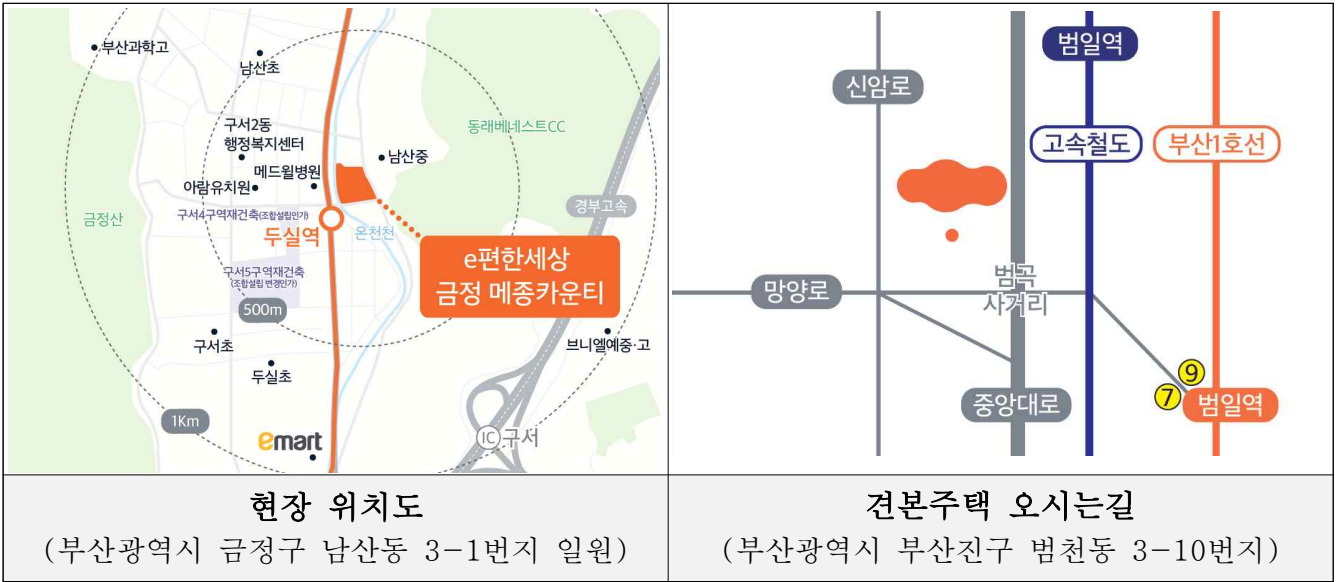 부산과학고
남산초
구서2동
행정복지센터
메드윌병원
아람유치원
남산중
동래베네스트CC
금정산
구서4구역재건축(조합설립인가)
두실역
온천천
경부고속
e편한세상
금정 메종카운티
구서5구역재건축
(조합설립 변경인가)
500m
구서초
두실초
브니엘예중·고
1Km
emart
IC 구서
범일역
신암로
고속철도
부산1호선
망양로
범곡
사거리
중앙대로
9
7
범일역
현장 위치도
(부산광역시 금정구 남산동 3-1번지 일원)
견본주택 오시는길
(부산광역시 부산진구 범천동 3-10번지)